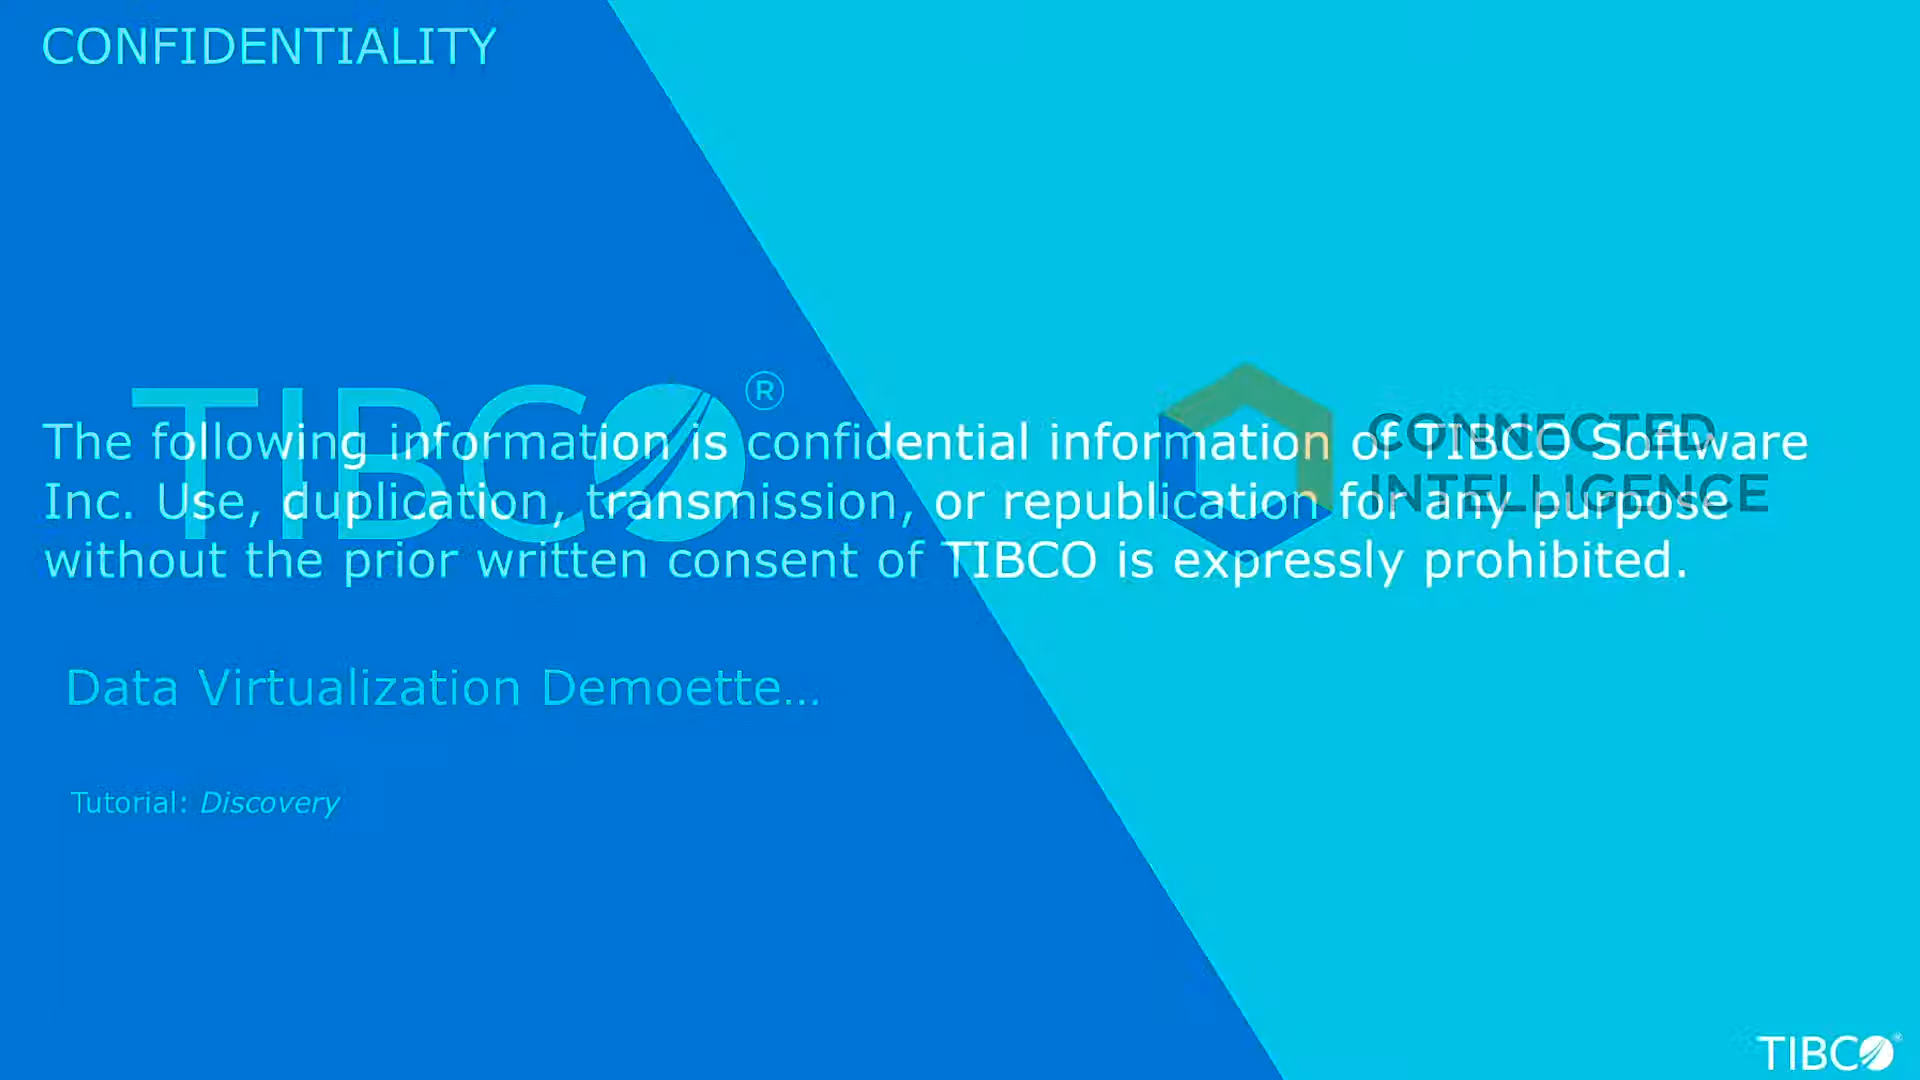 CONFIDENTIALITY
TIBCO®
CONNECTED
INTELLIGENCE
The following information is confidential information of TIBCO Software
Inc. Use, duplication, transmission, or republication for any purpose
without the prior written consent of TIBCO is expressly prohibited.
Data Virtualization Demoette...
Tutorial: Discovery
TIBCO®